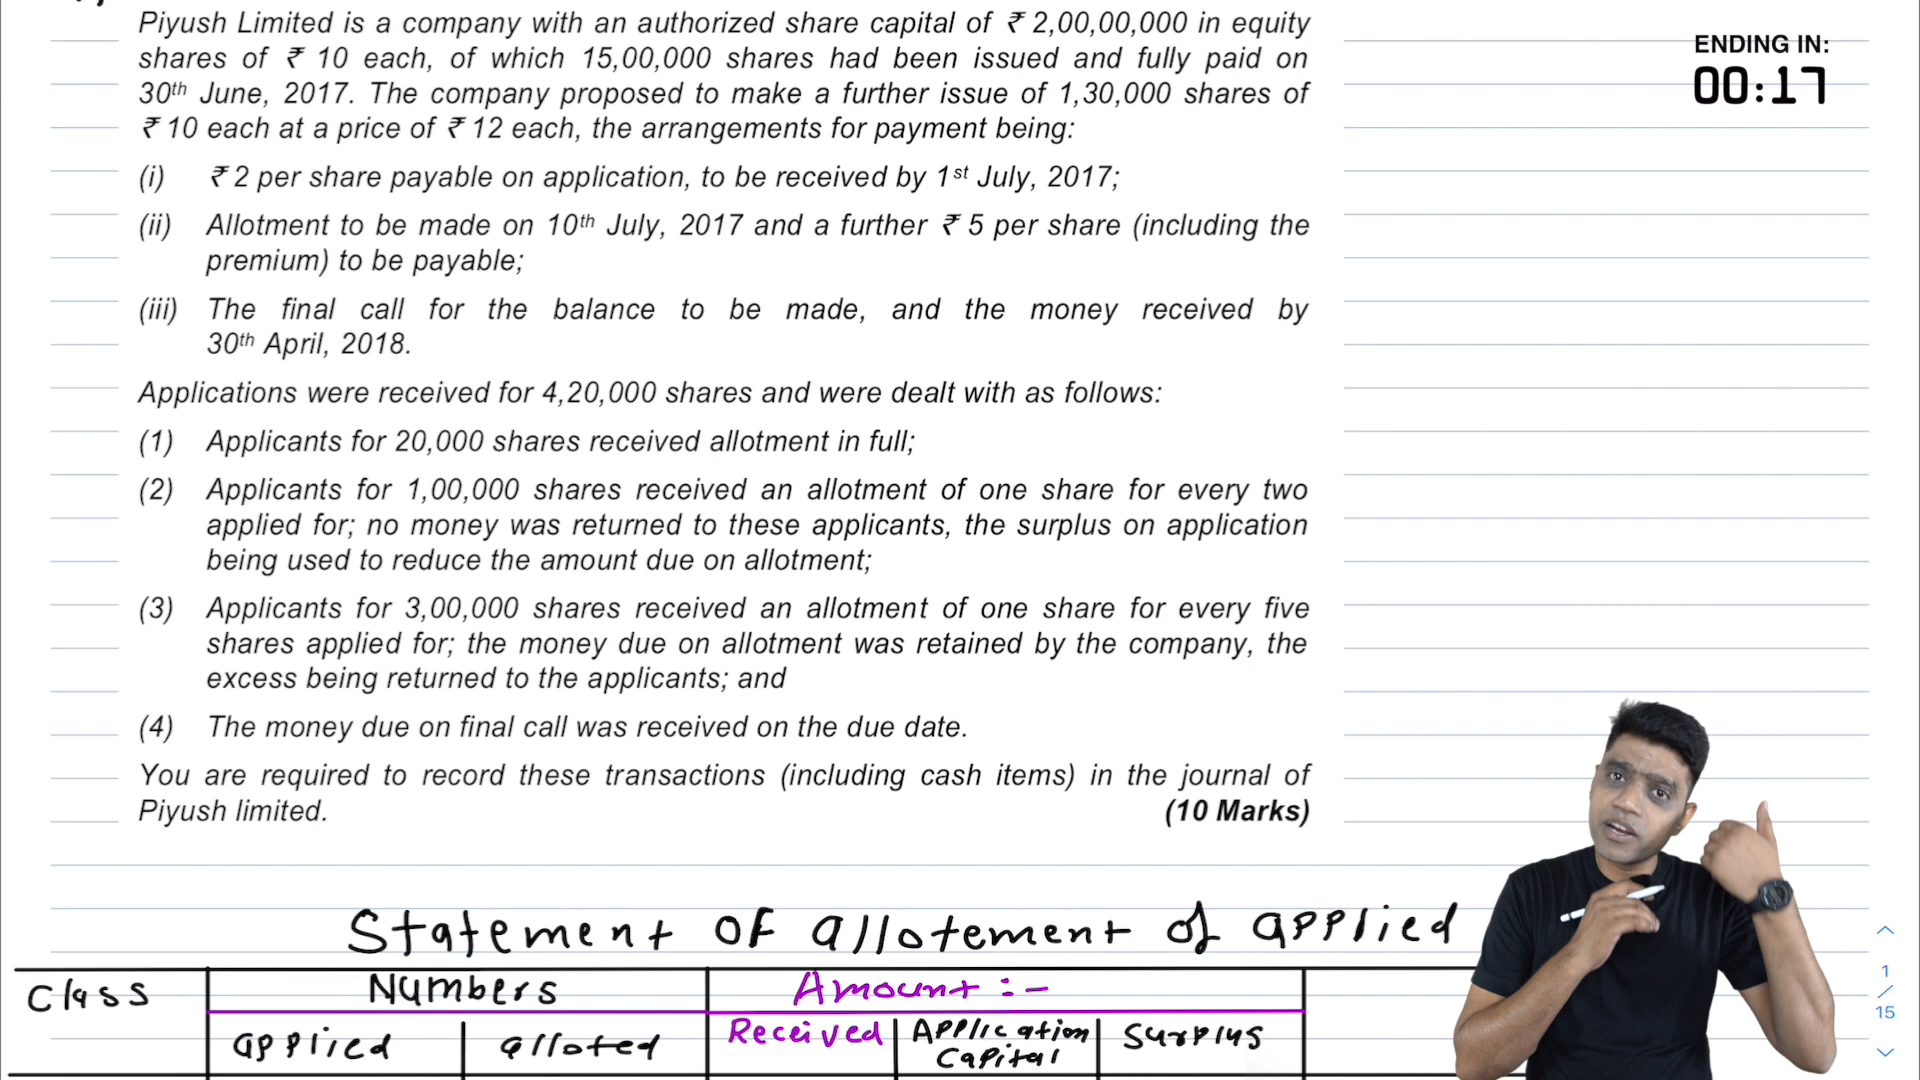 Piyush Limited is a company with an authorized share capital of ₹ 2,00,00,000 in equity
ENDING IN:
shares of ₹ 10 each, of which 15,00,000 shares had been issued and fully paid on
00:17
30th June, 2017. The company proposed to make a further issue of 1,30,000 shares of
₹ 10 each at a price of ₹ 12 each, the arrangements for payment being:
(i) ₹ 2 per share payable on application, to be received by 1st July, 2017;
(ii) Allotment to be made on 10th July, 2017 and a further ₹ 5 per share (including the
premium) to be payable;
(iii) The final call for the balance to be made, and the money received by
30th April, 2018.
Applications were received for 4,20,000 shares and were dealt with as follows:
(1) Applicants for 20,000 shares received allotment in full;
(2) Applicants for 1,00,000 shares received an allotment of one share for every two
applied for; no money was returned to these applicants, the surplus on application
being used to reduce the amount due on allotment;
(3) Applicants for 3,00,000 shares received an allotment of one share for every five
shares applied for; the money due on allotment was retained by the company, the
excess being returned to the applicants; and
(4) The money due on final call was received on the due date.
You are required to record these transactions (including cash items) in the journal of
Piyush limited. (10 Marks)
Statement of allotement of applied
Class Numbers Amount :-
applied alloted Received Application Capital Surplus
1
/
15